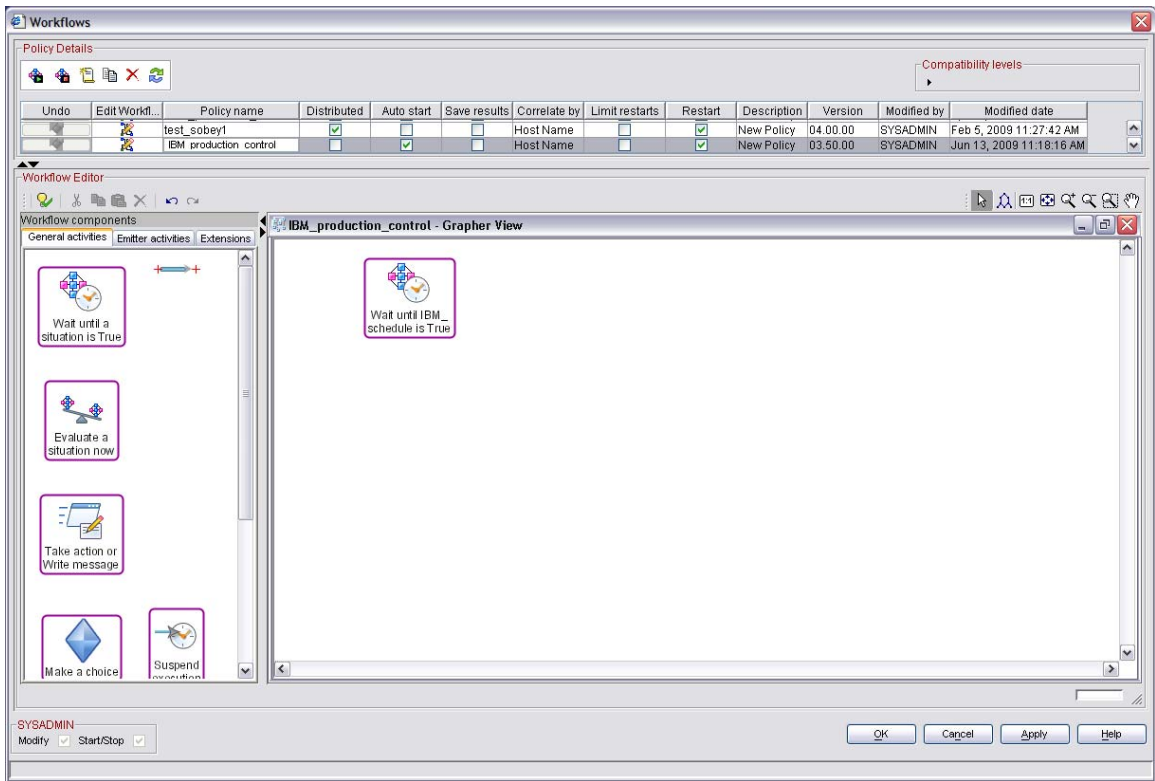 Workflows
Policy Details
Compatibility levels
Undo Edit Workfl... Policy name Distributed Auto start Save results Correlate by Limit restarts Restart Description Version Modified by Modified date
test_sobey1 Host Name New Policy 04.00.00 SYSADMIN Feb 5, 2009 11:27:42 AM
IBM_production_control Host Name New Policy 03.50.00 SYSADMIN Jun 13, 2009 11:18:16 AM
Workflow Editor
1:1
Workflow components
General activities Emitter activities Extensions
IBM_production_control - Grapher View
Wait until a
situation is True
Wait until IBM_
schedule is True
Evaluate a
situation now
Take action or
Write message
Make a choice
Suspend
execution
SYSADMIN
Modify Start/Stop
OK Cancel Apply Help